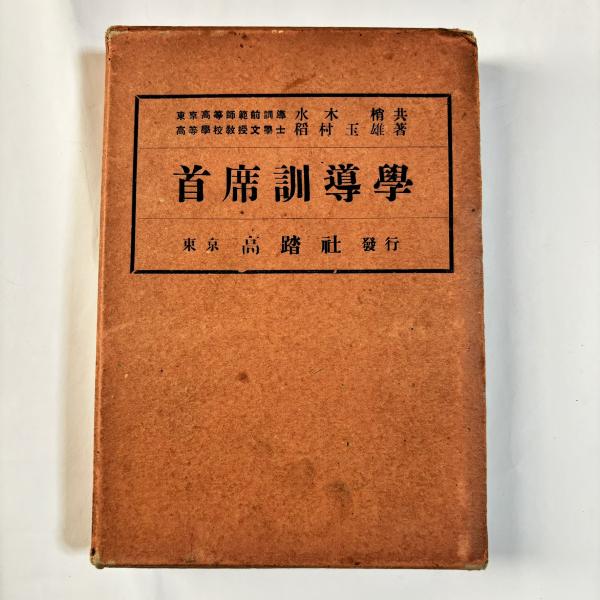 東京高等師範前訓導 水木梢共
高等學校教授文學士 稻村玉雄著
首席訓導學
東京 高踏社 發行